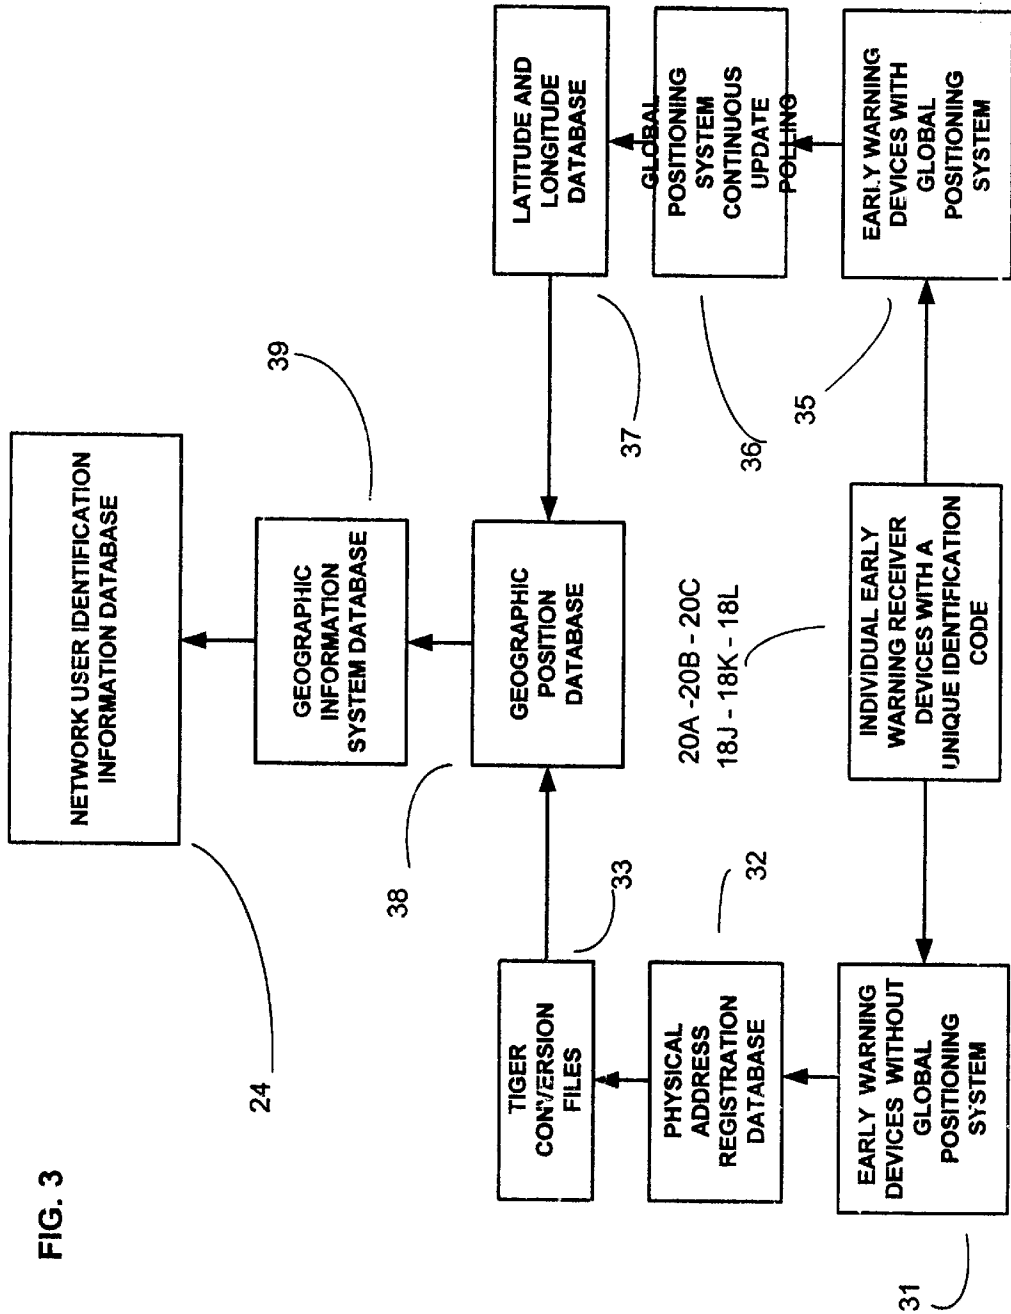 FIG. 3
NETWORK USER IDENTIFICATION
INFORMATION DATABASE
24
GEOGRAPHIC
INFORMATION
SYSTEM DATABASE
39
TIGER
CONVERSION
FILES
33
GEOGRAPHIC
POSITION
DATABASE
38
LATITUDE AND
LONGITUDE
DATABASE
37
PHYSICAL
ADDRESS
REGISTRATION
DATABASE
32
20A -20B - 20C
18J - 18K - 18L
GLOBAL
POSITIONING
SYSTEM
CONTINUOUS
UPDATE
POLLING
36
EARLY WARNING
DEVICES WITHOUT
GLOBAL
POSITIONING
SYSTEM
31
INDIVIDUAL EARLY
WARNING RECEIVER
DEVICES WITH A
UNIQUE IDENTIFICATION
CODE
EARLY WARNING
DEVICES WITH
GLOBAL
POSITIONING
SYSTEM
35